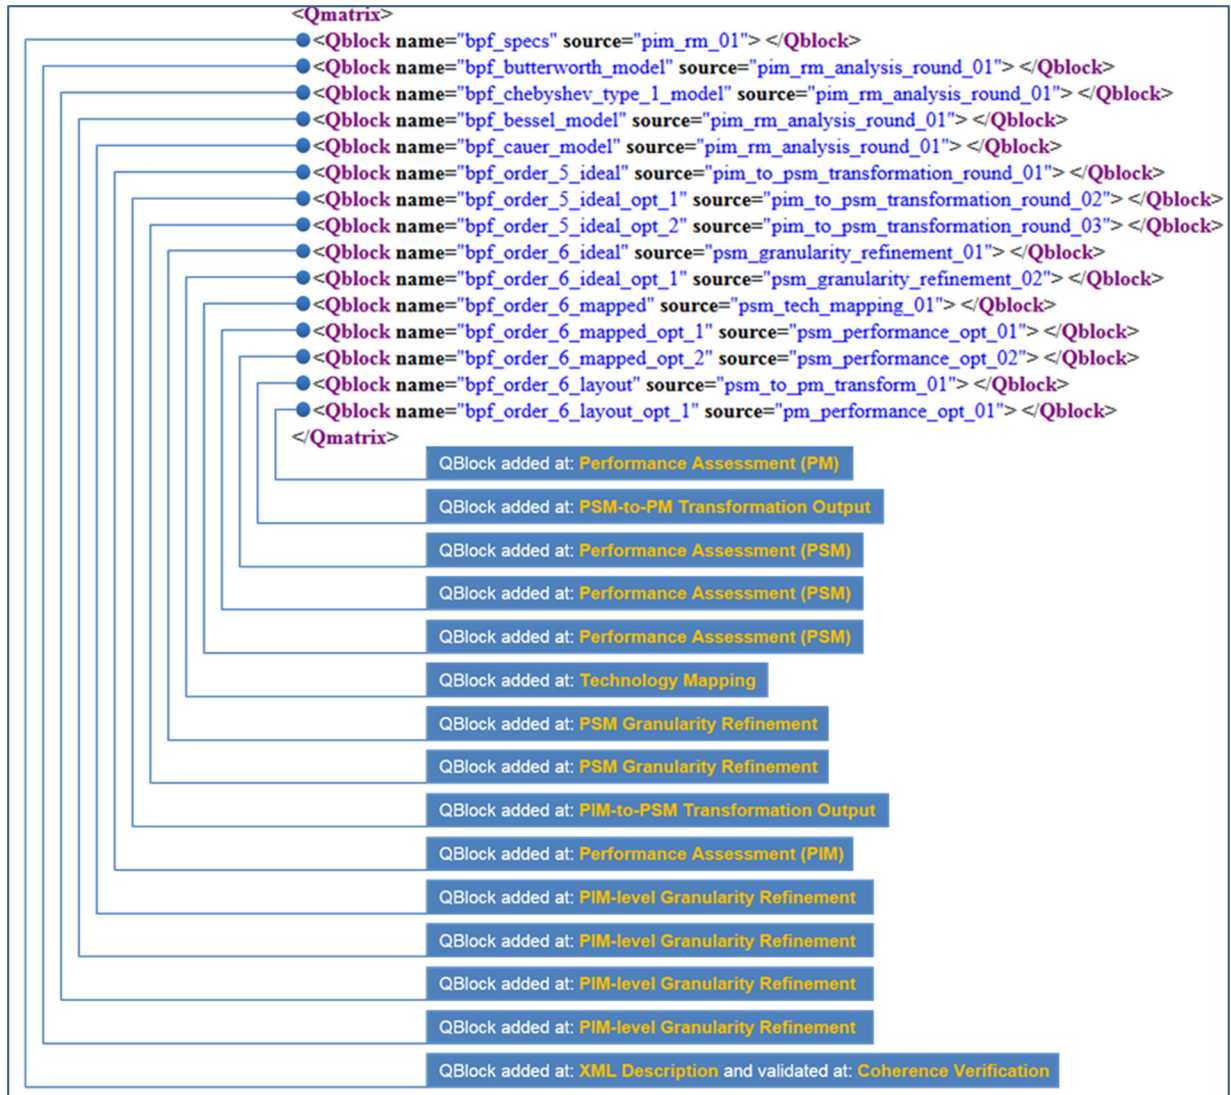 <Qmatrix>
<Qblock name="bpf_specs" source="pim_rm_01"> </Qblock>
<Qblock name="bpf_butterworth_model" source="pim_rm_analysis_round_01"> </Qblock>
<Qblock name="bpf_chebyshev_type_1_model" source="pim_rm_analysis_round_01"> </Qblock>
<Qblock name="bpf_bessel_model" source="pim_rm_analysis_round_01"> </Qblock>
<Qblock name="bpf_cauer_model" source="pim_rm_analysis_round_01"> </Qblock>
<Qblock name="bpf_order_5_ideal" source="pim_to_psm_transformation_round_01"> </Qblock>
<Qblock name="bpf_order_5_ideal_opt_1" source="pim_to_psm_transformation_round_02"> </Qblock>
<Qblock name="bpf_order_5_ideal_opt_2" source="pim_to_psm_transformation_round_03"> </Qblock>
<Qblock name="bpf_order_6_ideal" source="psm_granularity_refinement_01"> </Qblock>
<Qblock name="bpf_order_6_ideal_opt_1" source="psm_granularity_refinement_02"> </Qblock>
<Qblock name="bpf_order_6_mapped" source="psm_tech_mapping_01"> </Qblock>
<Qblock name="bpf_order_6_mapped_opt_1" source="psm_performance_opt_01"> </Qblock>
<Qblock name="bpf_order_6_mapped_opt_2" source="psm_performance_opt_02"> </Qblock>
<Qblock name="bpf_order_6_layout" source="psm_to_pm_transform_01"> </Qblock>
<Qblock name="bpf_order_6_layout_opt_1" source="pm_performance_opt_01"> </Qblock>
</Qmatrix>
QBlock added at: Performance Assessment (PM)
QBlock added at: PSM-to-PM Transformation Output
QBlock added at: Performance Assessment (PSM)
QBlock added at: Performance Assessment (PSM)
QBlock added at: Performance Assessment (PSM)
QBlock added at: Technology Mapping
QBlock added at: PSM Granularity Refinement
QBlock added at: PSM Granularity Refinement
QBlock added at: PIM-to-PSM Transformation Output
QBlock added at: Performance Assessment (PIM)
QBlock added at: PIM-level Granularity Refinement
QBlock added at: PIM-level Granularity Refinement
QBlock added at: PIM-level Granularity Refinement
QBlock added at: PIM-level Granularity Refinement
QBlock added at: XML Description and validated at: Coherence Verification